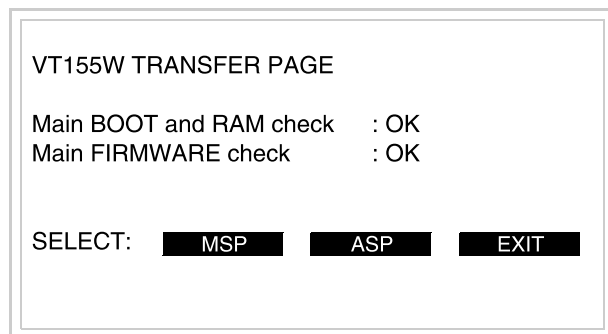 VT155W TRANSFER PAGE
Main BOOT and RAM check : OK
Main FIRMWARE check : OK
SELECT: MSP ASP EXIT